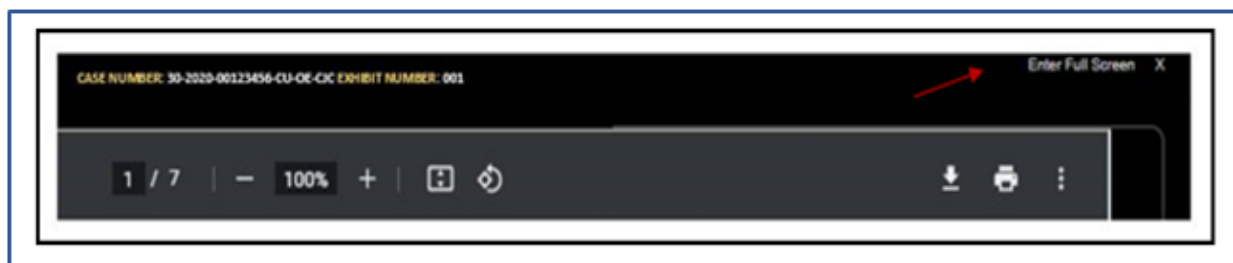 CASE NUMBER: 30-2020-00123456-CU-OE-CJC EXHIBIT NUMBER: 001
Enter Full Screen X
1 / 7 | − 100% + |